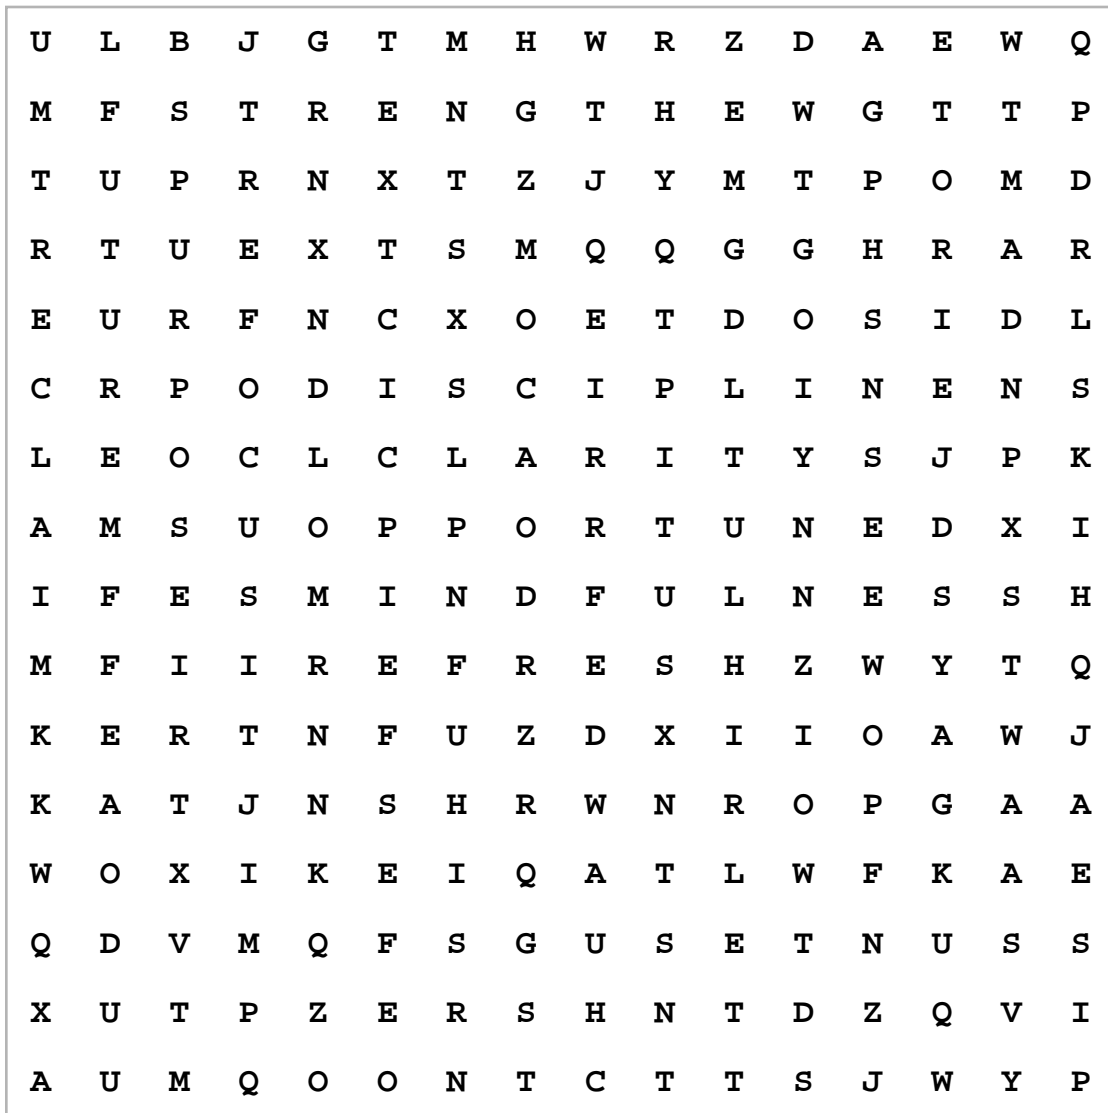 U L B J G T M H W R Z D A E W Q
M F S T R E N G T H E W G T T P
T U P R N X T Z J Y M T P O M D
R T U E X T S M Q Q G G H R A R
E U R F N C X O E T D O S I D L
C R P O D I S C I P L I N E N S
L E O C L C L A R I T Y S J P K
A M S U O P P O R T U N E D X I
I F E S M I N D F U L N E S S H
M F I I R E F R E S H Z W Y T Q
K E R T N F U Z D X I I O A W J
K A T J N S H R W N R O P G A A
W O X I K E I Q A T L W F K A E
Q D V M Q F S G U S E T N U S S
X U T P Z E R S H N T D Z Q V I
A U M Q O O N T C T T S J W Y P